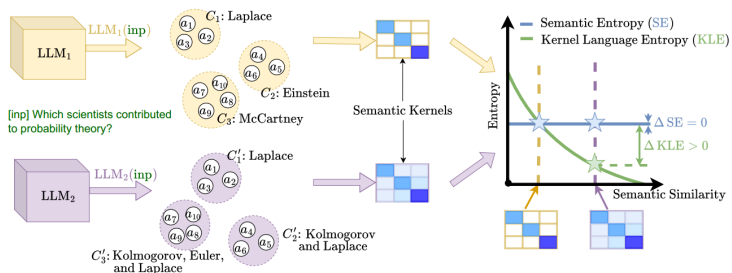 LLM₁
LLM₁(inp)
C₁: Laplace
a₁
a₂
a₃
a₄
a₅
a₆
C₂: Einstein
a₇
a₁₀
a₈
a₉
C₃: McCartney
[inp] Which scientists contributed
to probability theory?
LLM₂
LLM₂(inp)
C′₁: Laplace
a₁
a₂
a₃
a₇
a₁₀
a₉
a₈
a₄
a₅
a₆
C′₂: Kolmogorov
and Laplace
C′₃: Kolmogorov, Euler,
and Laplace
Semantic Kernels
Semantic Entropy (SE)
Kernel Language Entropy (KLE)
Entropy
Δ SE = 0
Δ KLE > 0
Semantic Similarity